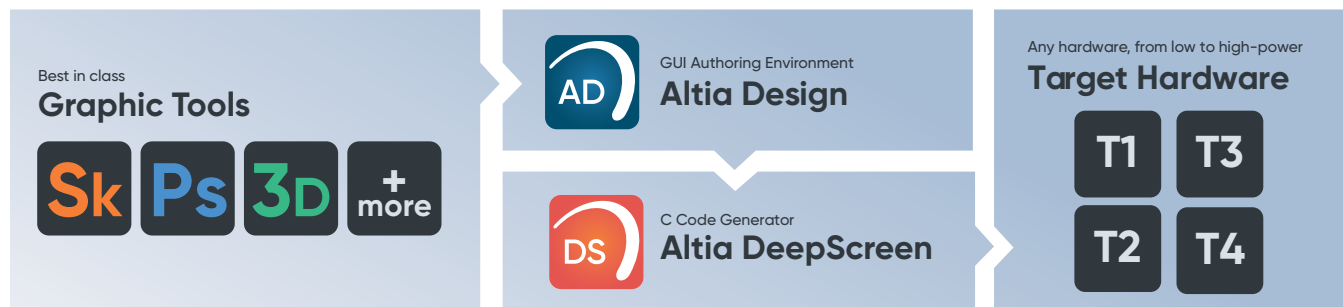 Best in class
Graphic Tools
Sk
Ps
3D
+
more
AD
GUI Authoring Environment
Altia Design
DS
C Code Generator
Altia DeepScreen
Any hardware, from low to high-power
Target Hardware
T1
T3
T2
T4